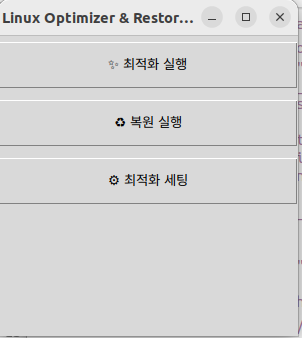 Linux Optimizer & Restor...
✨ 최적화 실행
♻ 복원 실행
⚙ 최적화 세팅